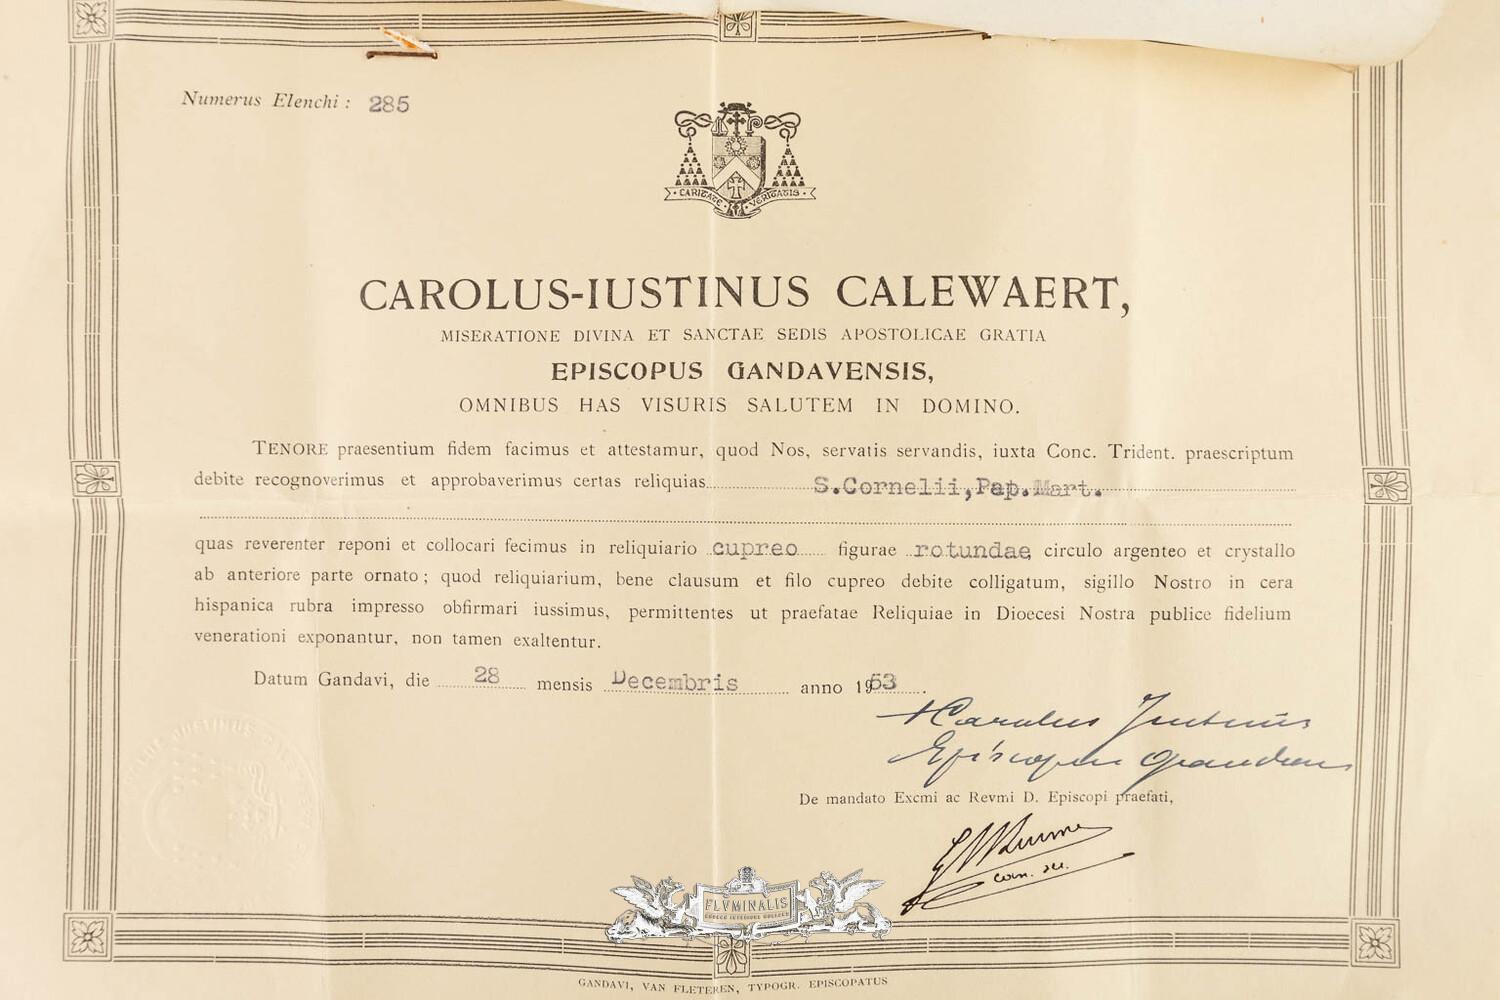 Numerus Elenchi : 285
CARITATE VERITATIS
CAROLUS-IUSTINUS CALEWAERT,
MISERATIONE DIVINA ET SANCTAE SEDIS APOSTOLICAE GRATIA
EPISCOPUS GANDAVENSIS,
OMNIBUS HAS VISURIS SALUTEM IN DOMINO.
TENORE praesentium fidem facimus et attestamur, quod Nos, servatis servandis, iuxta Conc. Trident. praescriptum
debite recognoverimus et approbaverimus certas reliquias S.Cornelii,Pap.Mart.
quas reverenter reponi et collocari fecimus in reliquiario cupreo figurae rotundae, circulo argenteo et crystallo
ab anteriore parte ornato ; quod reliquiarium, bene clausum et filo cupreo debite colligatum, sigillo Nostro in cera
hispanica rubra impresso obfirmari iussimus, permittentes ut praefatae Reliquiae in Dioecesi Nostra publice fidelium
venerationi exponantur, non tamen exaltentur.
Datum Gandavi, die 28 mensis Decembris anno 1953.
+Carolus Justinus
Episcopus Gandavens
De mandato Excmi ac Revmi D. Episcopi praefati,
FLVMINALIS
GANDAVI, VAN FLETEREN, TYPOGR. EPISCOPATUS